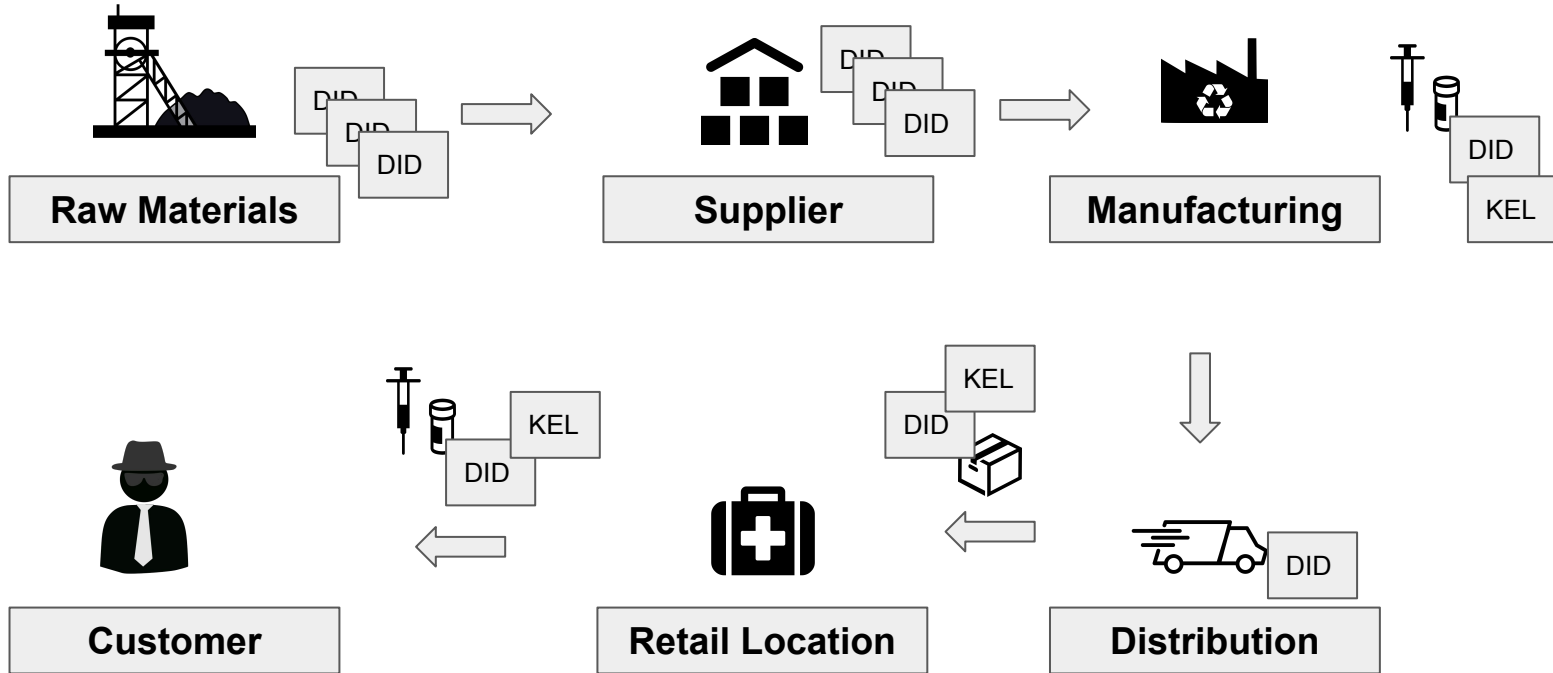 DID
DID
DID
Raw Materials
DID
DID
DID
Supplier
Manufacturing
DID
KEL
KEL
DID
KEL
DID
DID
Customer
Retail Location
Distribution